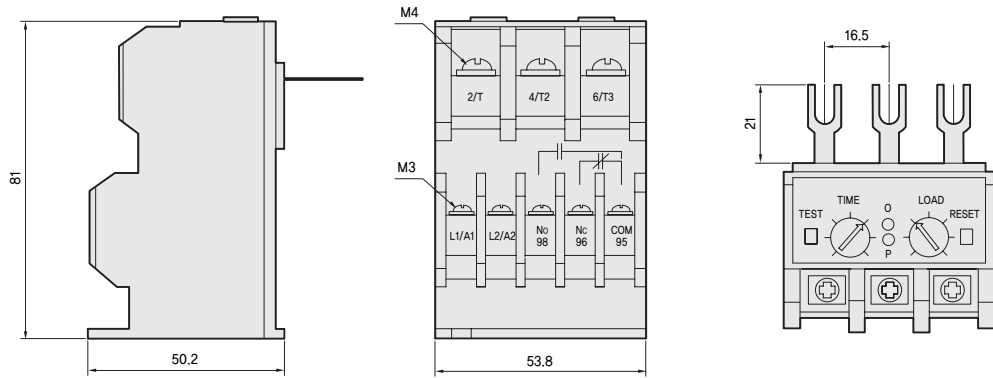 81
50.2
M4
2/T
4/T2
6/T3
M3
L1/A1
L2/A2
No
98
Nc
96
COM
95
53.8
16.5
21
TEST
TIME
O
P
LOAD
RESET